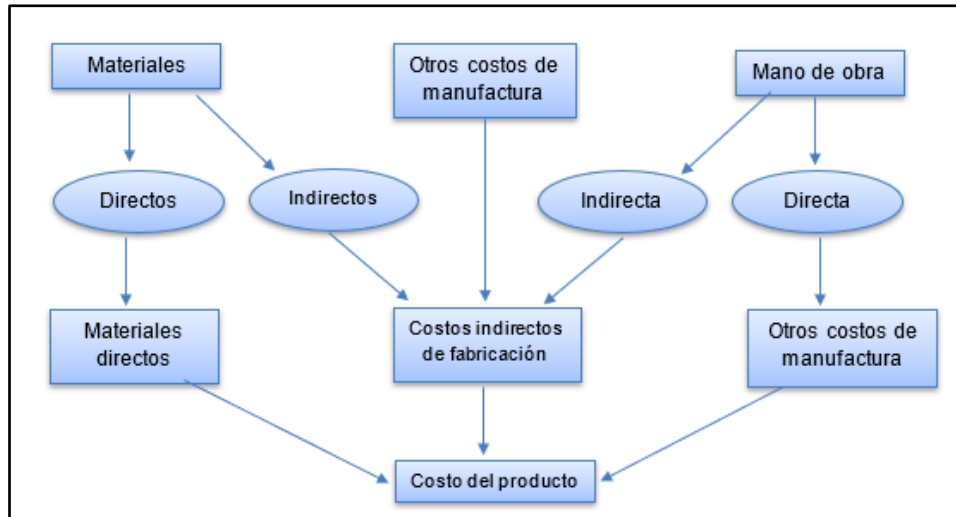 Materiales
Otros costos de
manufactura
Mano de obra
Directos
Indirectos
Indirecta
Directa
Materiales
directos
Costos indirectos
de fabricación
Otros costos de
manufactura
Costo del producto